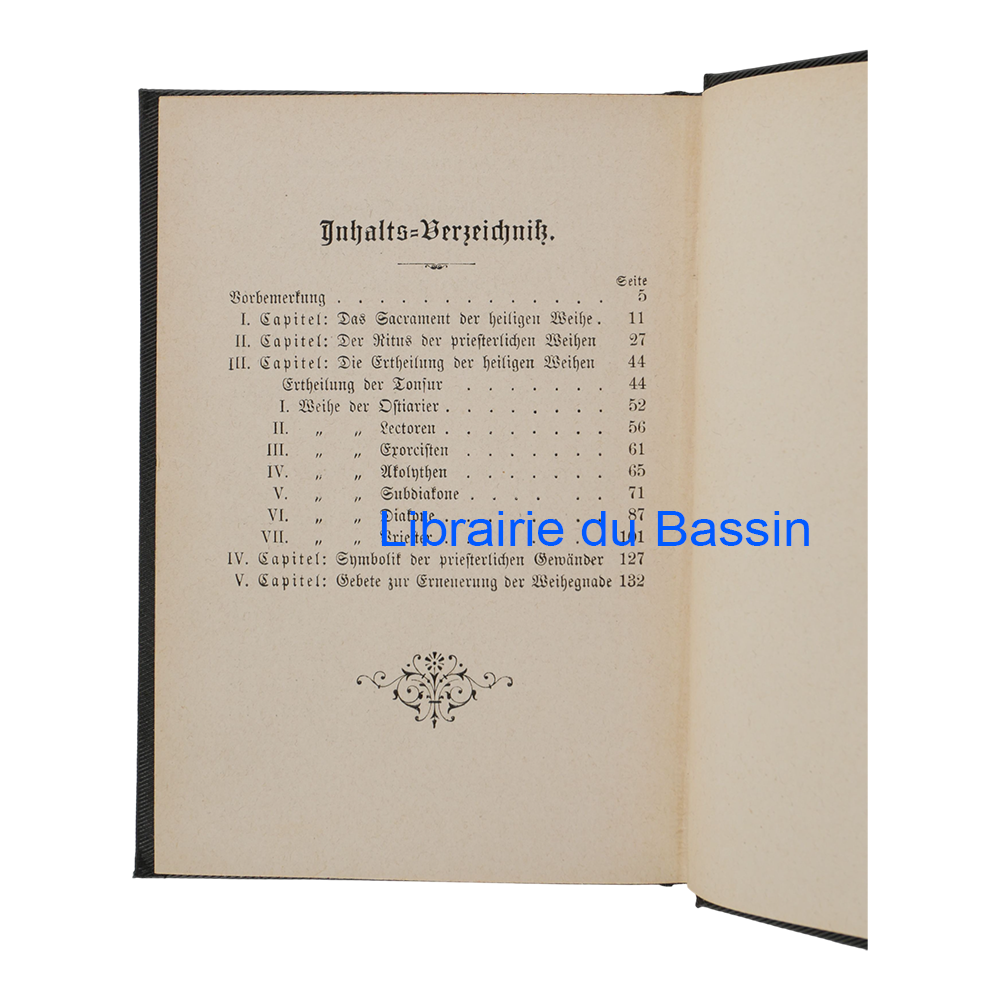 Inhalts=Verzeichniß.
Seite
Vorbemerkung . . . . . . . . . . . . . 5
I. Capitel: Das Sacrament der heiligen Weihe . 11
II. Capitel: Der Ritus der priesterlichen Weihen 27
III. Capitel: Die Ertheilung der heiligen Weihen 44
Ertheilung der Tonsur . . . . . . . 44
I. Weihe der Ostiarier . . . . . . . . 52
II. „ „ Lectoren . . . . . . . . 56
III. „ „ Exorcisten . . . . . . . 61
IV. „ „ Akolythen . . . . . . . 65
V. „ „ Subdiakone . . . . . . 71
VI. „ „ Diakone . . . . . . . . 87
VII. „ „ Priester . . . . . . . . 101
Librairie du Bassin
IV. Capitel: Symbolik der priesterlichen Gewänder 127
V. Capitel: Gebete zur Erneuerung der Weihegnade 132